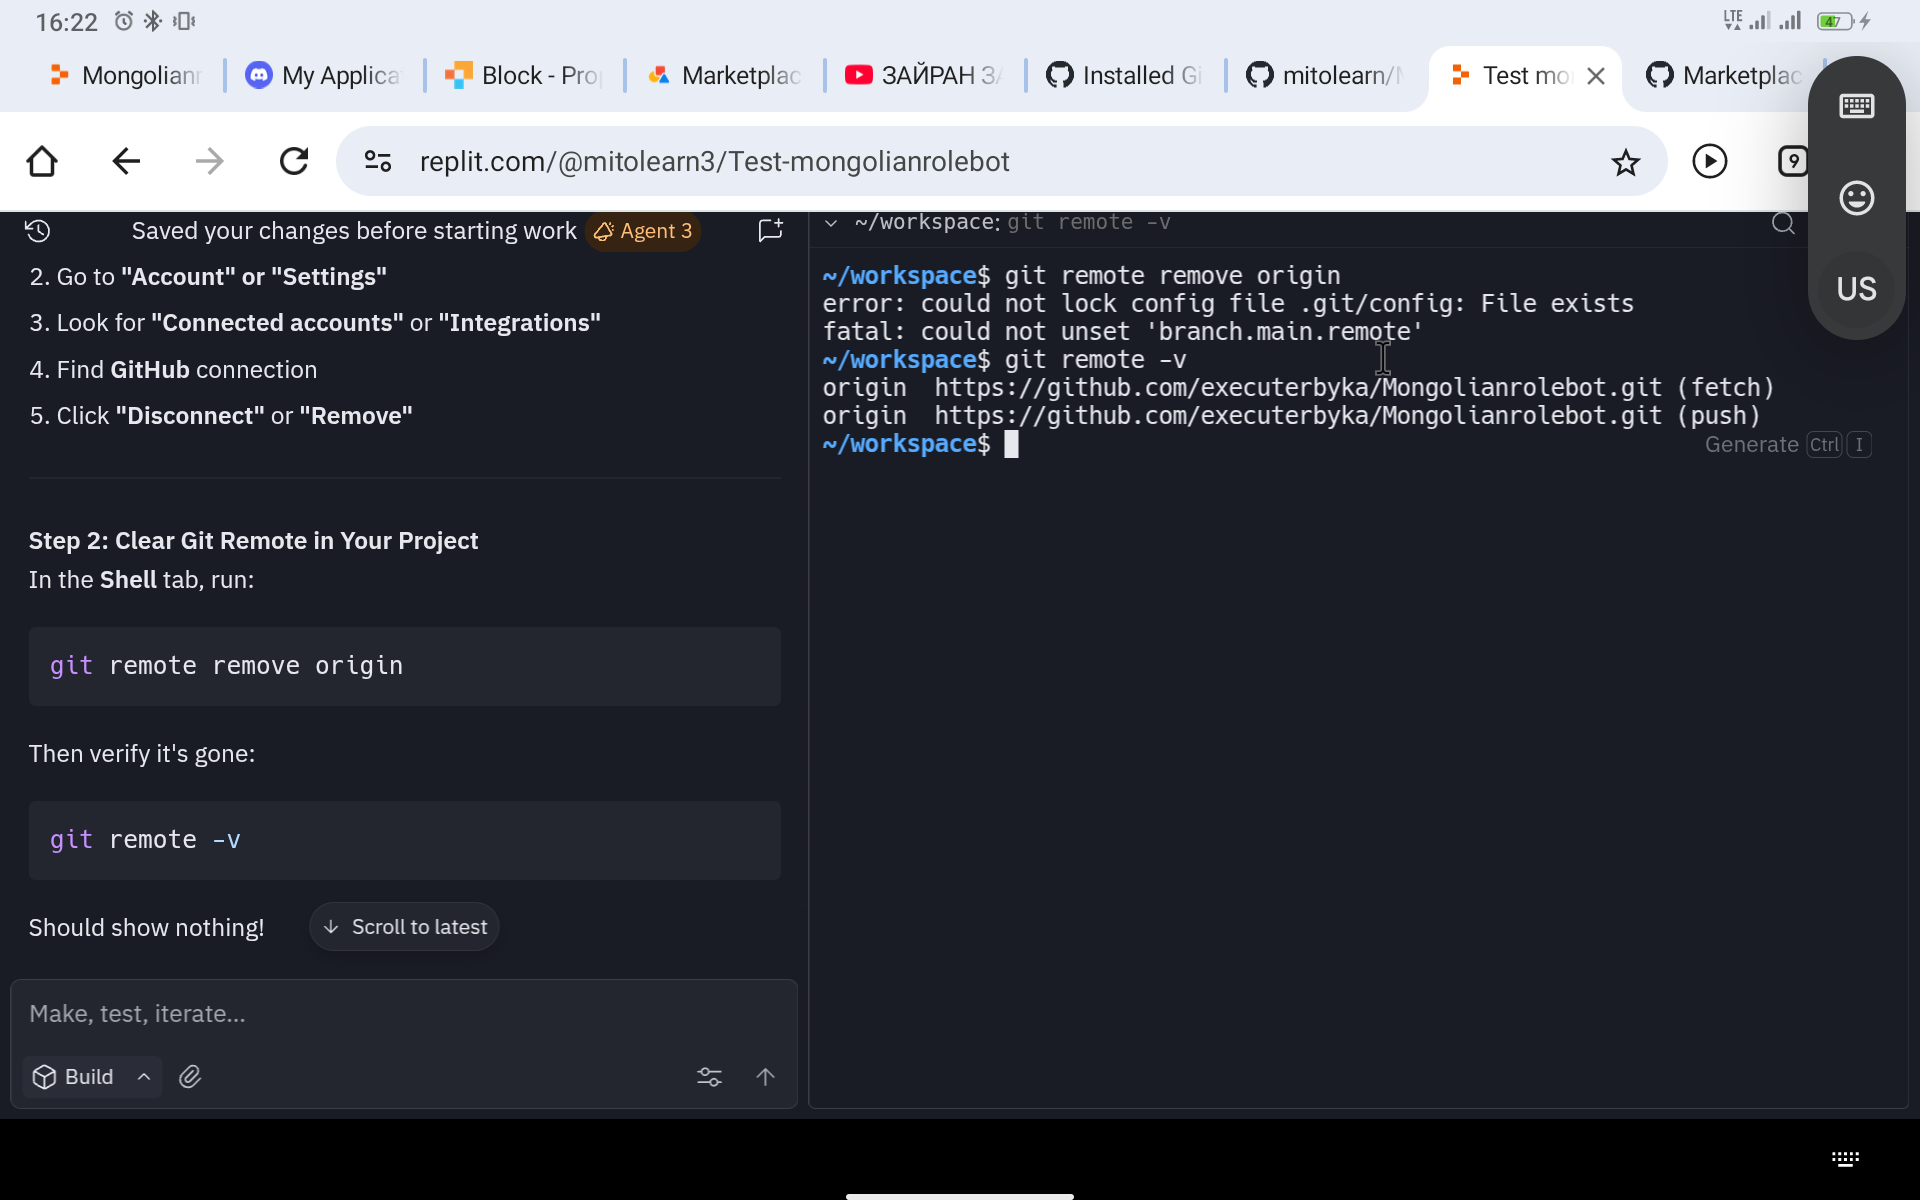 16:22
LTE 47
Mongolian
My Applica
Block - Pro
Marketplac
ЗАЙРАН ЗА
Installed Gi
mitolearn/M
Test mo
Marketplac
replit.com/@mitolearn3/Test-mongolianrolebot
9
US
Saved your changes before starting work
Agent 3
2. Go to "Account" or "Settings"
3. Look for "Connected accounts" or "Integrations"
4. Find GitHub connection
5. Click "Disconnect" or "Remove"
Step 2: Clear Git Remote in Your Project
In the Shell tab, run:
git remote remove origin
Then verify it's gone:
git remote -v
Should show nothing!
Scroll to latest
Make, test, iterate...
Build
~/workspace: git remote -v
~/workspace$ git remote remove origin
error: could not lock config file .git/config: File exists
fatal: could not unset 'branch.main.remote'
~/workspace$ git remote -v
origin  https://github.com/executerbyka/Mongolianrolebot.git (fetch)
origin  https://github.com/executerbyka/Mongolianrolebot.git (push)
~/workspace$
Generate Ctrl I